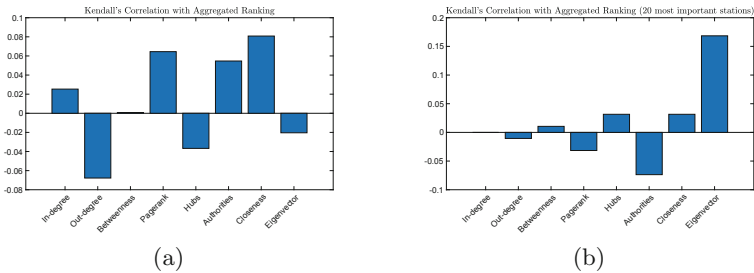 Kendall's Correlation with Aggregated Ranking
0.1
0.08
0.06
0.04
0.02
0
-0.02
-0.04
-0.06
-0.08
In-degree
Out-degree
Betweenness
Pagerank
Hubs
Authorities
Closeness
Eigenvector
(a)
Kendall's Correlation with Aggregated Ranking (20 most important stations)
0.2
0.15
0.1
0.05
0
-0.05
-0.1
In-degree
Out-degree
Betweenness
Pagerank
Hubs
Authorities
Closeness
Eigenvector
(b)